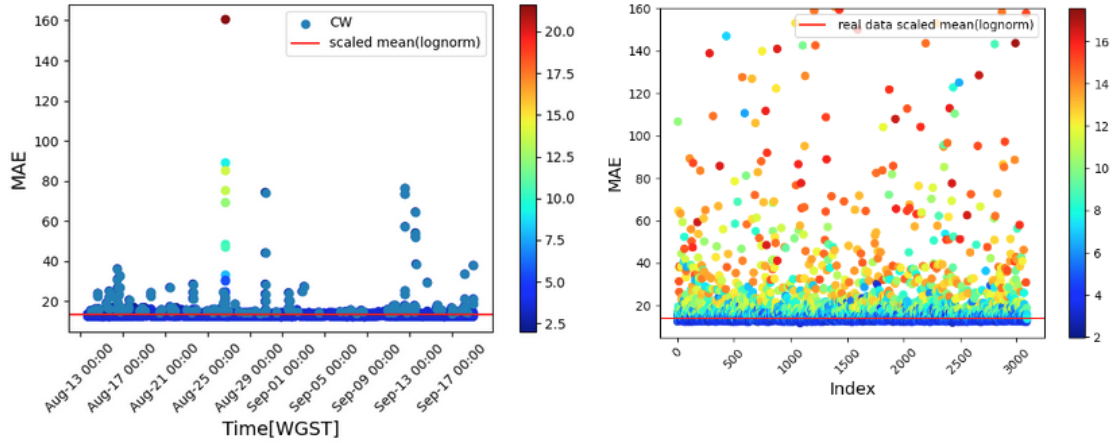 CW
scaled mean(lognorm)
MAE
160
140
120
100
80
60
40
20
Aug-13 00:00
Aug-17 00:00
Aug-21 00:00
Aug-25 00:00
Aug-29 00:00
Sep-01 00:00
Sep-05 00:00
Sep-09 00:00
Sep-13 00:00
Sep-17 00:00
Time[WGST]
20.0
17.5
15.0
12.5
10.0
7.5
5.0
2.5
real data scaled mean(lognorm)
MAE
160
140
120
100
80
60
40
20
0
0 500 1000 1500 2000 2500 3000
Index
16
14
12
10
8
6
4
2